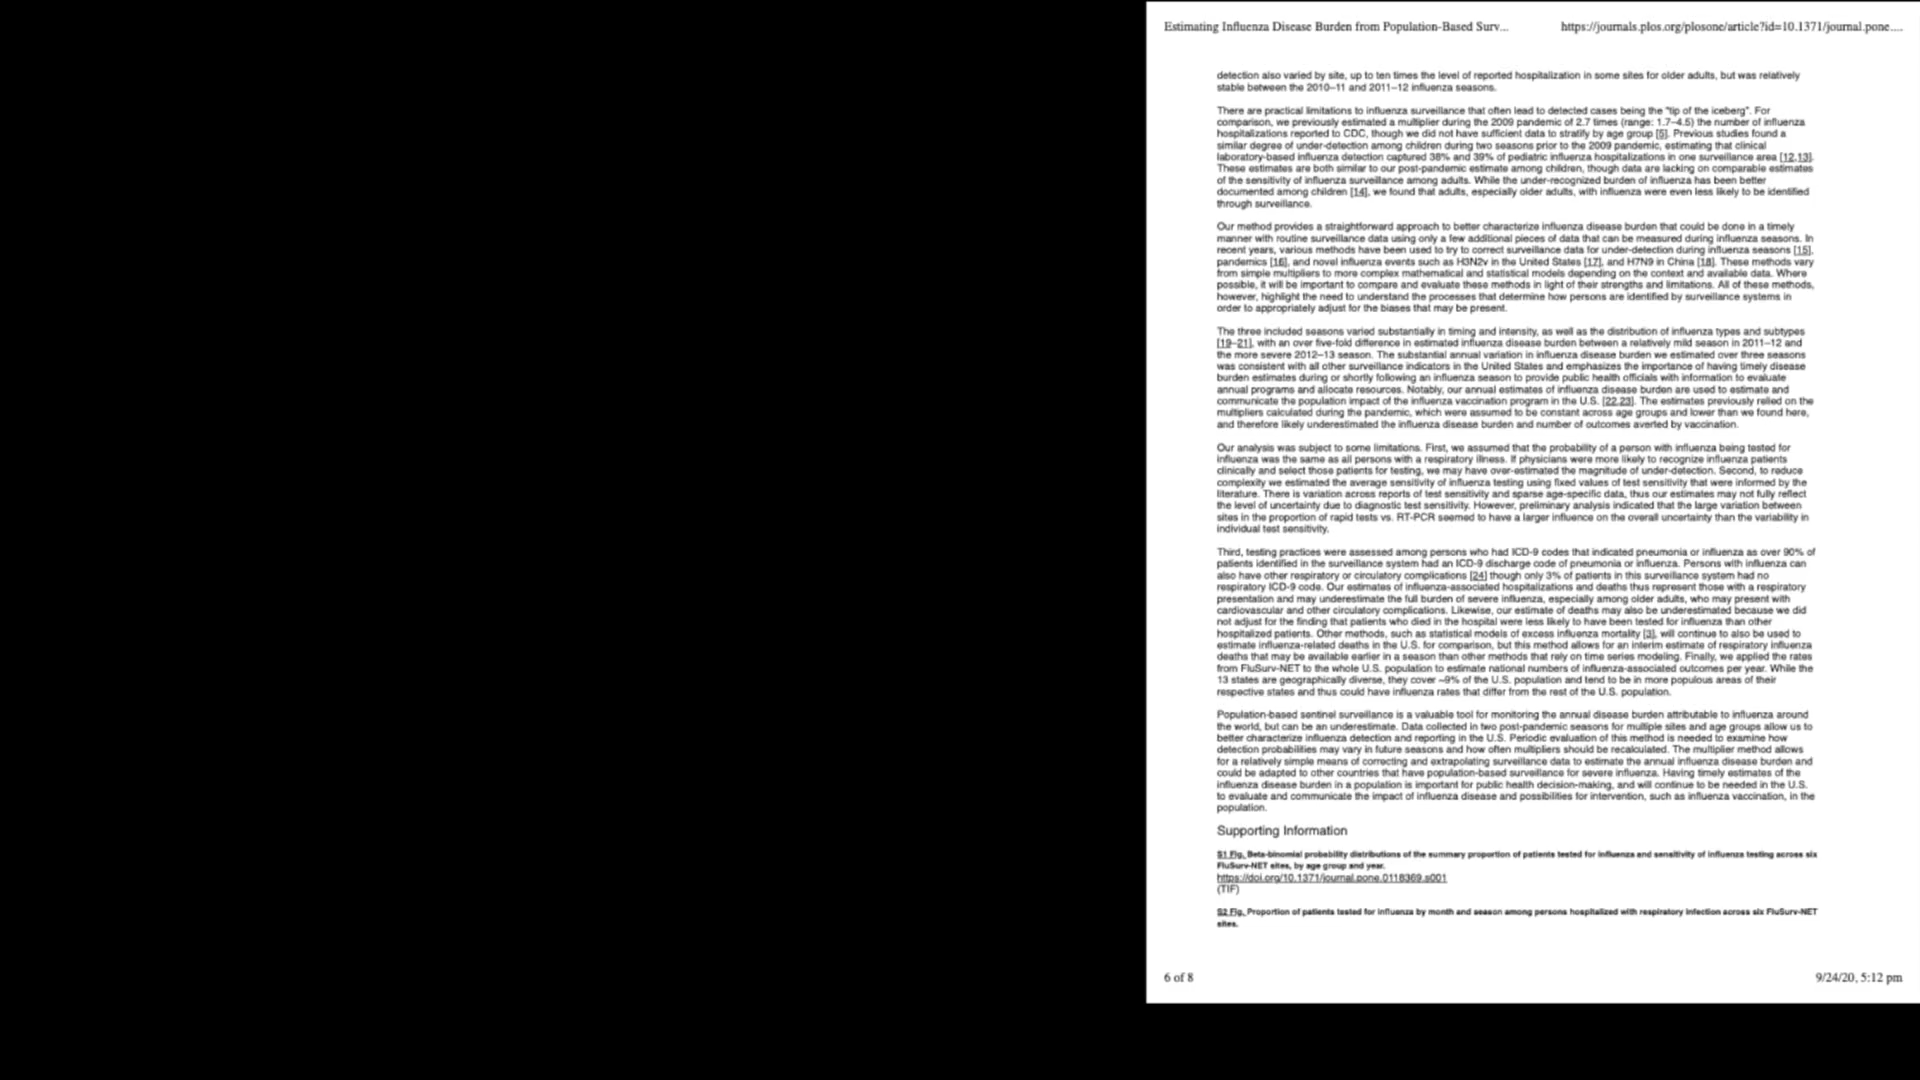 Estimating Influenza Disease Burden from Population-Based Surv...
https://journals.plos.org/plosone/article?id=10.1371/journal.pone....
detection also varied by site, up to ten times the level of reported hospitalization in some sites for older adults, but was relatively
stable between the 2010–11 and 2011–12 influenza seasons.
There are practical limitations to influenza surveillance that often lead to detected cases being the "tip of the iceberg". For
comparison, we previously estimated a multiplier during the 2009 pandemic of 2.7 times (range: 1.7–4.5) the number of influenza
hospitalizations reported to CDC, though we did not have sufficient data to stratify by age group [5]. Previous studies found a
similar degree of under-detection among children during two seasons prior to the 2009 pandemic, estimating that clinical
laboratory-based influenza detection captured 38% and 39% of pediatric influenza hospitalizations in one surveillance area [12,13].
These estimates are both similar to our post-pandemic estimate among children, though data are lacking on comparable estimates
of the sensitivity of influenza surveillance among adults. While the under-recognized burden of influenza has been better
documented among children [14], we found that adults, especially older adults, with influenza were even less likely to be identified
through surveillance.
Our method provides a straightforward approach to better characterize influenza disease burden that could be done in a timely
manner with routine surveillance data using only a few additional pieces of data that can be measured during influenza seasons. In
recent years, various methods have been used to try to correct surveillance data for under-detection during influenza seasons [15],
pandemics [16], and novel influenza events such as H3N2v in the United States [17], and H7N9 in China [18]. These methods vary
from simple multipliers to more complex mathematical and statistical models depending on the context and available data. Where
possible, it will be important to compare and evaluate these methods in light of their strengths and limitations. All of these methods,
however, highlight the need to understand the processes that determine how persons are identified by surveillance systems in
order to appropriately adjust for the biases that may be present.
The three included seasons varied substantially in timing and intensity, as well as the distribution of influenza types and subtypes
[19–21], with an over five-fold difference in estimated influenza disease burden between a relatively mild season in 2011–12 and
the more severe 2012–13 season. The substantial annual variation in influenza disease burden we estimated over three seasons
was consistent with all other surveillance indicators in the United States and emphasizes the importance of having timely disease
burden estimates during or shortly following an influenza season to provide public health officials with information to evaluate
annual programs and allocate resources. Notably, our annual estimates of influenza disease burden are used to estimate and
communicate the population impact of the influenza vaccination program in the U.S. [22,23]. The estimates previously relied on the
multipliers calculated during the pandemic, which were assumed to be constant across age groups and lower than we found here,
and therefore likely underestimated the influenza disease burden and number of outcomes averted by vaccination.
Our analysis was subject to some limitations. First, we assumed that the probability of a person with influenza being tested for
influenza was the same as all persons with a respiratory illness. If physicians were more likely to recognize influenza patients
clinically and select those patients for testing, we may have over-estimated the magnitude of under-detection. Second, to reduce
complexity we estimated the average sensitivity of influenza testing using fixed values of test sensitivity that were informed by the
literature. There is variation across reports of test sensitivity and sparse age-specific data, thus our estimates may not fully reflect
the level of uncertainty due to diagnostic test sensitivity. However, preliminary analysis indicated that the large variation between
sites in the proportion of rapid tests vs. RT-PCR seemed to have a larger influence on the overall uncertainty than the variability in
individual test sensitivity.
Third, testing practices were assessed among persons who had ICD-9 codes that indicated pneumonia or influenza as over 90% of
patients identified in the surveillance system had an ICD-9 discharge code of pneumonia or influenza. Persons with influenza can
also have other respiratory or circulatory complications [24] though only 3% of patients in this surveillance system had no
respiratory ICD-9 code. Our estimates of influenza-associated hospitalizations and deaths thus represent those with a respiratory
presentation and may underestimate the full burden of severe influenza, especially among older adults, who may present with
cardiovascular and other circulatory complications. Likewise, our estimate of deaths may also be underestimated because we did
not adjust for the finding that patients who died in the hospital were less likely to have been tested for influenza than other
hospitalized patients. Other methods, such as statistical models of excess influenza mortality [3], will continue to also be used to
estimate influenza-related deaths in the U.S. for comparison, but this method allows for an interim estimate of respiratory influenza
deaths that may be available earlier in a season than other methods that rely on time series modeling. Finally, we applied the rates
from FluSurv-NET to the whole U.S. population to estimate national numbers of influenza-associated outcomes per year. While the
13 states are geographically diverse, they cover ~9% of the U.S. population and tend to be in more populous areas of their
respective states and thus could have influenza rates that differ from the rest of the U.S. population.
Population-based sentinel surveillance is a valuable tool for monitoring the annual disease burden attributable to influenza around
the world, but can be an underestimate. Data collected in two post-pandemic seasons for multiple sites and age groups allow us to
better characterize influenza detection and reporting in the U.S. Periodic evaluation of this method is needed to examine how
detection probabilities may vary in future seasons and how often multipliers should be recalculated. The multiplier method allows
for a relatively simple means of correcting and extrapolating surveillance data to estimate the annual influenza disease burden and
could be adapted to other countries that have population-based surveillance for severe influenza. Having timely estimates of the
influenza disease burden in a population is important for public health decision-making, and will continue to be needed in the U.S.
to evaluate and communicate the impact of influenza disease and possibilities for intervention, such as influenza vaccination, in the
population.
Supporting Information
S1 Fig. Beta-binomial probability distributions of the summary proportion of patients tested for influenza and sensitivity of influenza testing across six
FluSurv-NET sites, by age group and year.
https://doi.org/10.1371/journal.pone.0118369.s001
(TIF)
S2 Fig. Proportion of patients tested for influenza by month and season among persons hospitalized with respiratory infection across six FluSurv-NET
sites.
6 of 8
9/24/20, 5:12 pm